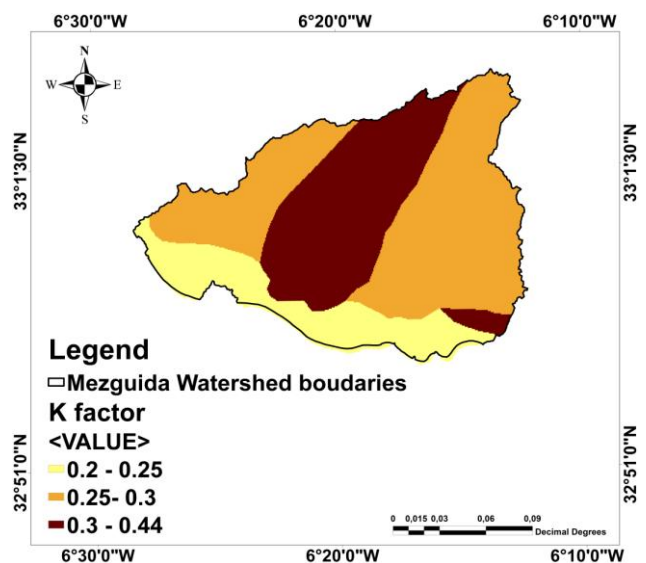 6°30'0"W 6°20'0"W 6°10'0"W
N
W E
S
33°1'30"N 33°1'30"N
Legend
Mezguida Watershed boudaries
K factor
<VALUE>
0.2 - 0.25
0.25- 0.3
0.3 - 0.44
32°51'0"N 32°51'0"N
0 0,015 0,03 0,06 0,09
Decimal Degrees
6°30'0"W 6°20'0"W 6°10'0"W